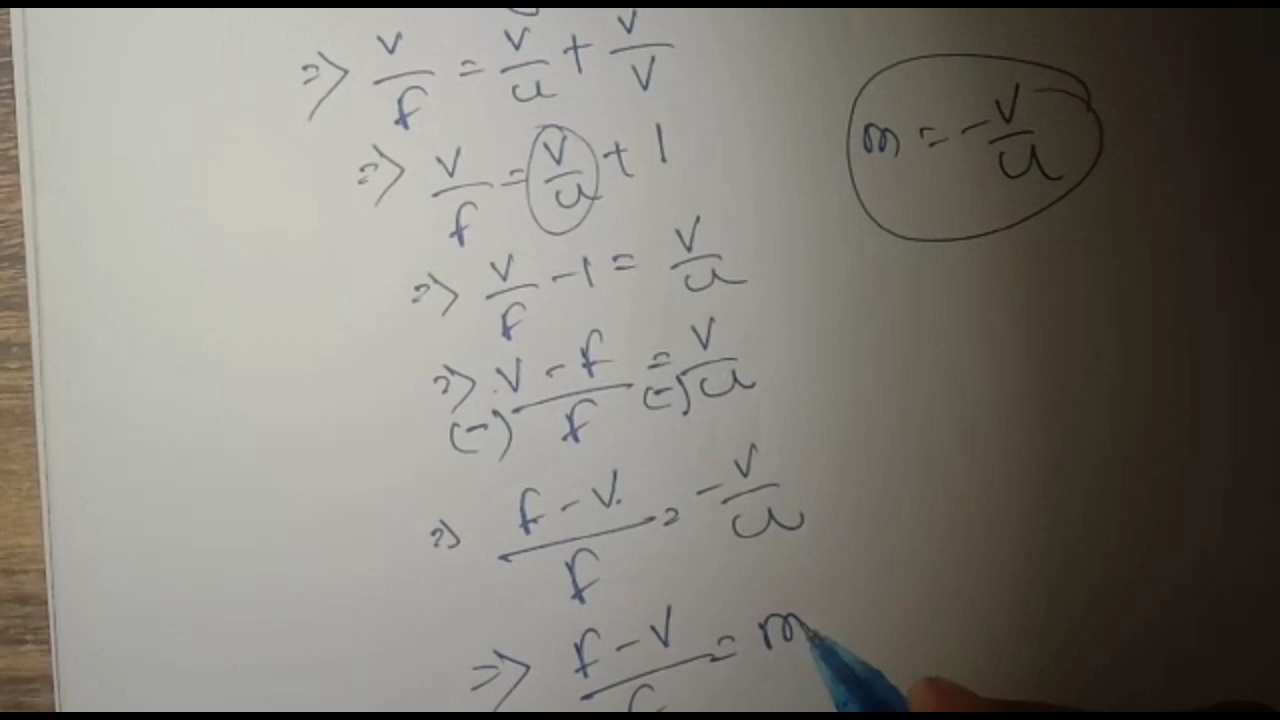 ⇒ v/f = v/u + v/v
⇒ v/f = v/u + 1
m = -v/u
⇒ v/f - 1 = v/u
⇒ (-) v - f/f = (-) v/u
⇒ f - v/f = -v/u
⇒ f - v/f = m